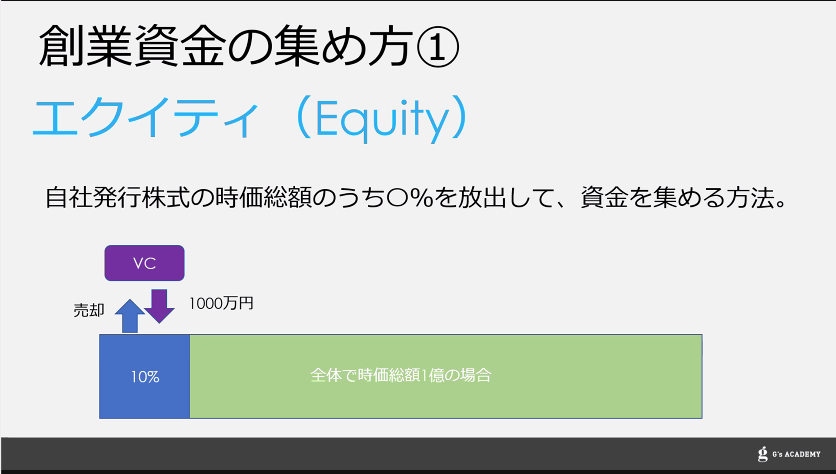 創業資金の集め方①
エクイティ（Equity）
自社発行株式の時価総額のうち〇%を放出して、資金を集める方法。
VC
売却
1000万円
10%
全体で時価総額1億の場合
G's ACADEMY